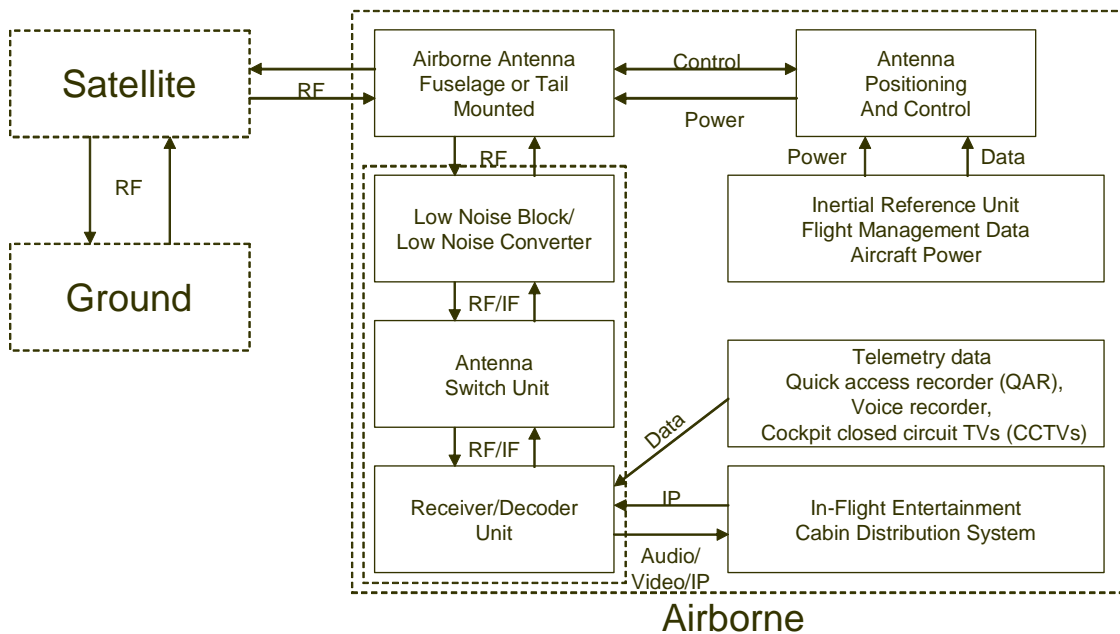 Satellite
RF
Ground
RF
Airborne Antenna
Fuselage or Tail
Mounted
Control
Power
Antenna
Positioning
And Control
RF
Power
Data
Low Noise Block/
Low Noise Converter
Inertial Reference Unit
Flight Management Data
Aircraft Power
RF/IF
Antenna
Switch Unit
Telemetry data
Quick access recorder (QAR),
Voice recorder,
Cockpit closed circuit TVs (CCTVs)
RF/IF
Data
Receiver/Decoder
Unit
IP
Audio/
Video/IP
In-Flight Entertainment
Cabin Distribution System
Airborne